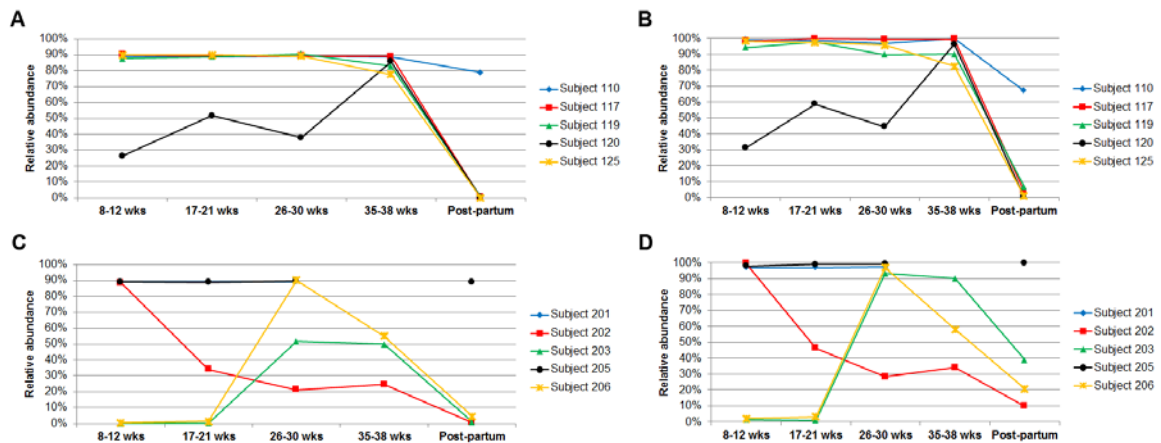 A
100%
90%
80%
70%
60%
50%
40%
30%
20%
10%
0%
Relative abundance
8-12 wks 17-21 wks 26-30 wks 35-38 wks Post-partum
Subject 110
Subject 117
Subject 119
Subject 120
Subject 125
B
100%
90%
80%
70%
60%
50%
40%
30%
20%
10%
0%
Relative abundance
8-12 wks 17-21 wks 26-30 wks 35-38 wks Post-partum
Subject 110
Subject 117
Subject 119
Subject 120
Subject 125
C
100%
90%
80%
70%
60%
50%
40%
30%
20%
10%
0%
Relative abundance
8-12 wks 17-21 wks 26-30 wks 35-38 wks Post-partum
Subject 201
Subject 202
Subject 203
Subject 205
Subject 206
D
100%
90%
80%
70%
60%
50%
40%
30%
20%
10%
0%
Relative abundance
8-12 wks 17-21 wks 26-30 wks 35-38 wks Post-partum
Subject 201
Subject 202
Subject 203
Subject 205
Subject 206